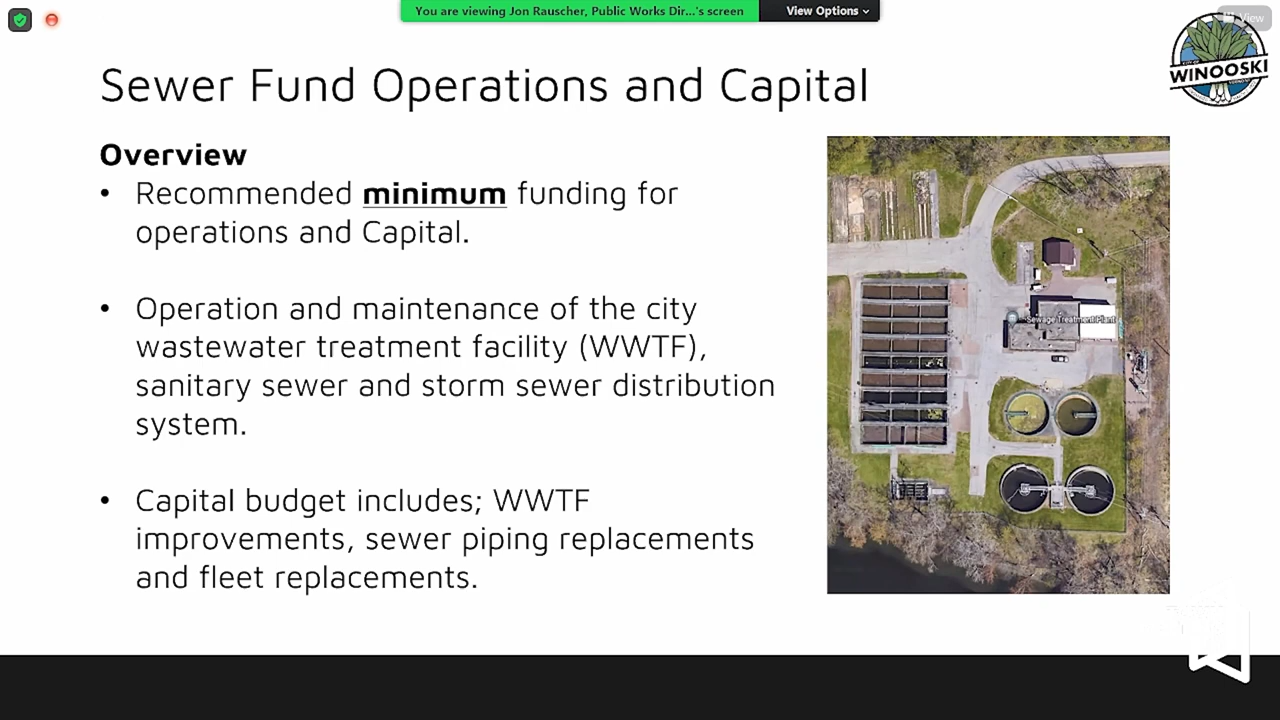 You are viewing Jon Rauscher, Public Works Dir...'s screen
View Options
View
WINOOSKI
Sewer Fund Operations and Capital
Overview
• Recommended minimum funding for
operations and Capital.
• Operation and maintenance of the city
wastewater treatment facility (WWTF),
sanitary sewer and storm sewer distribution
system.
• Capital budget includes; WWTF
improvements, sewer piping replacements
and fleet replacements.
Sewage Treatment Plant